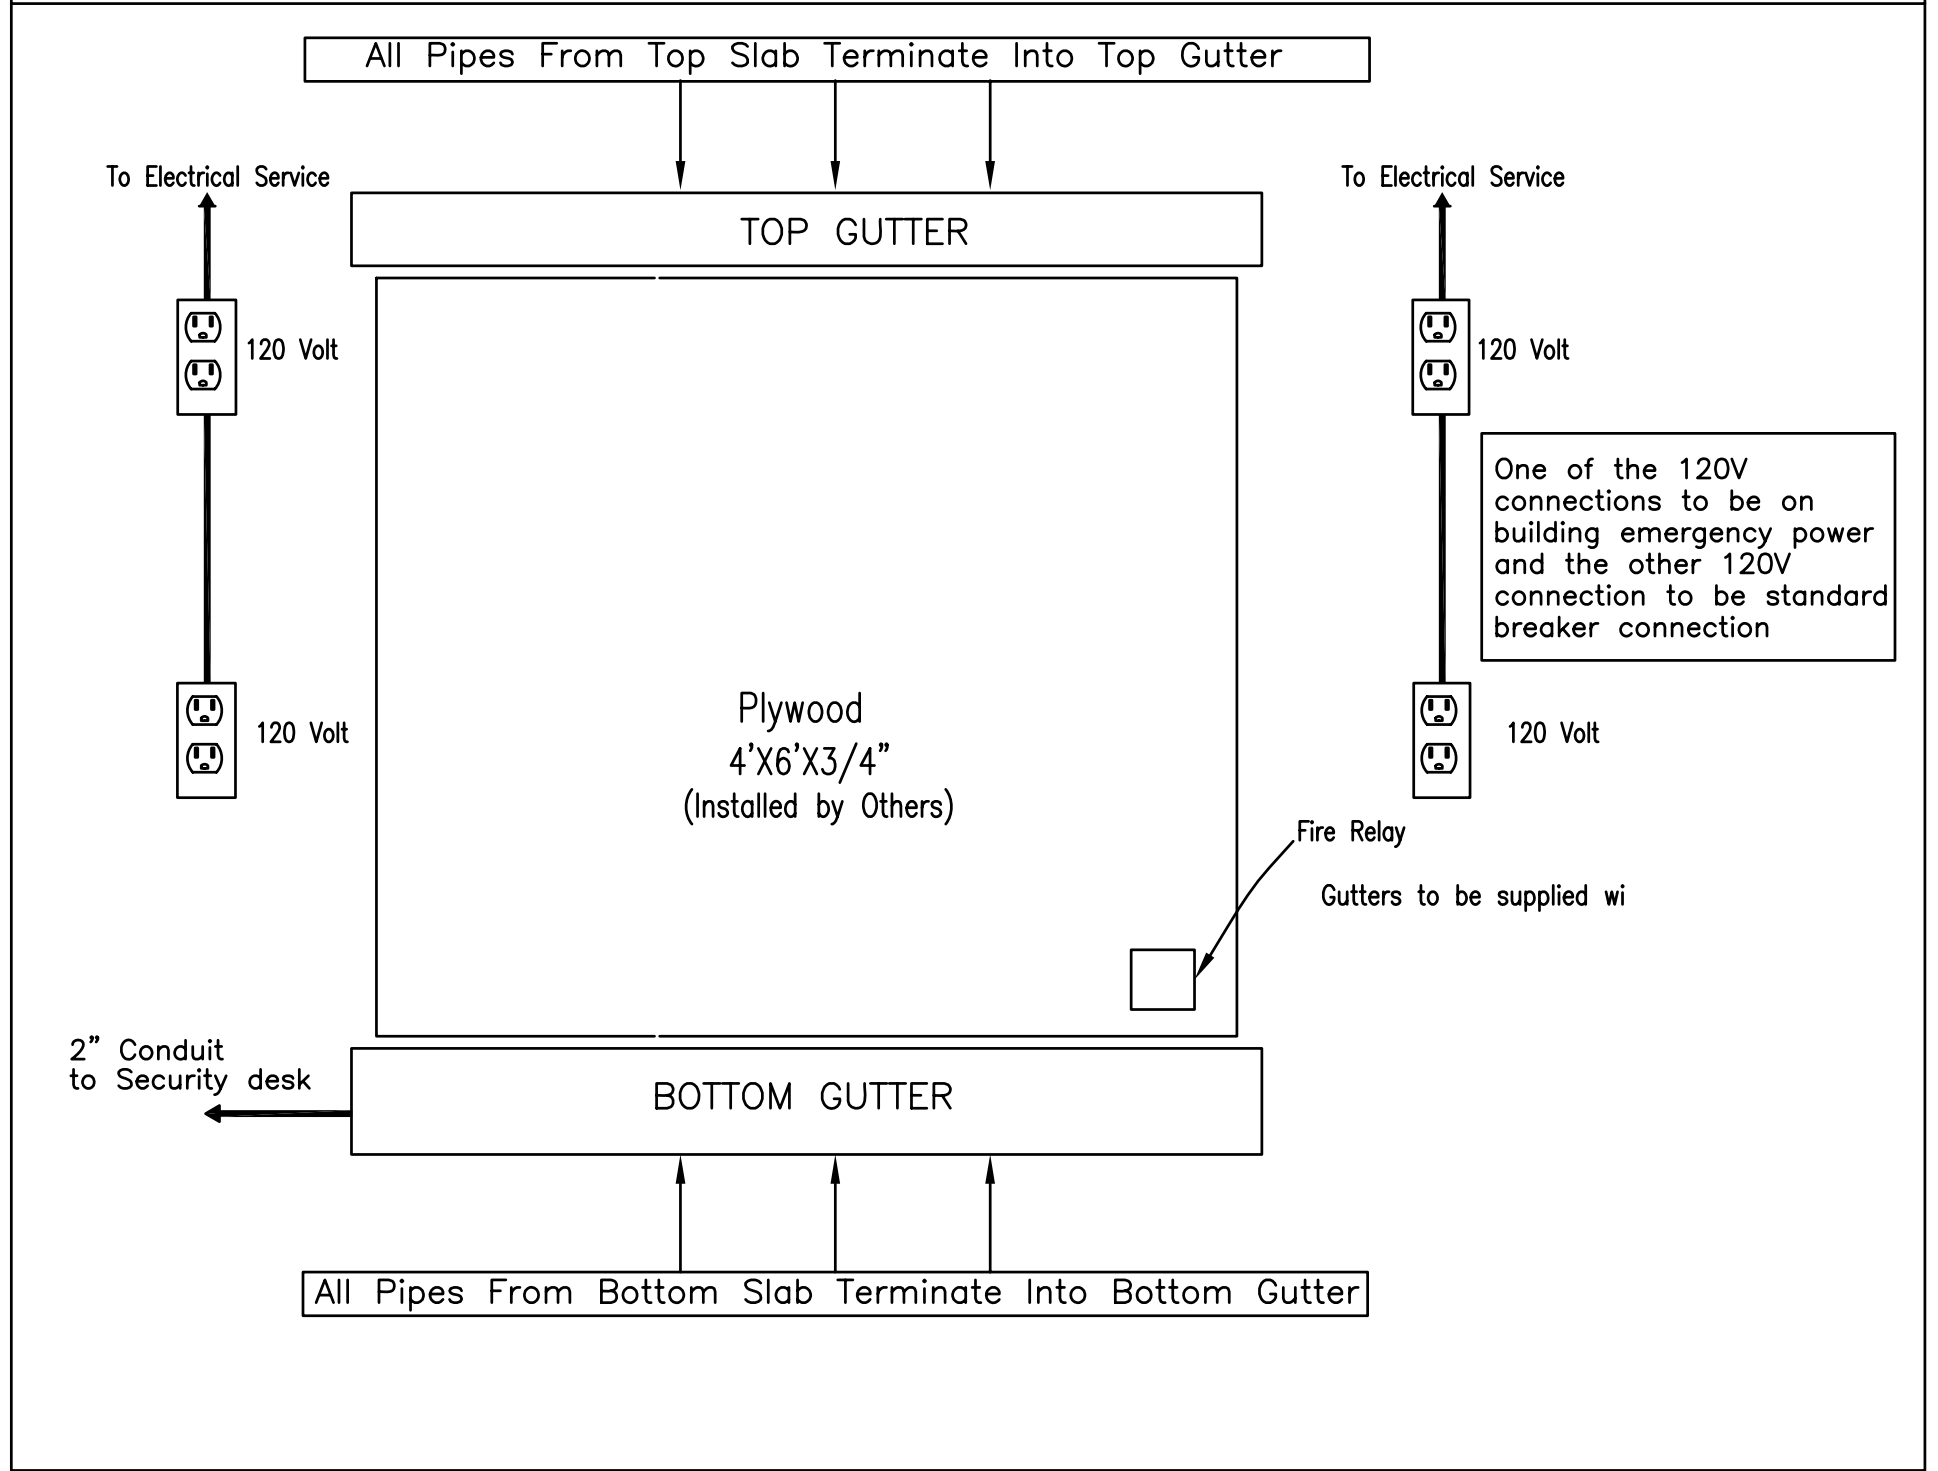 All Pipes From Top Slab Terminate Into Top Gutter
To Electrical Service
To Electrical Service
TOP GUTTER
120 Volt
120 Volt
One of the 120V
connections to be on
building emergency power
and the other 120V
connection to be standard
breaker connection
Plywood
4'X6'X3/4"
(Installed by Others)
120 Volt
120 Volt
Fire Relay
Gutters to be supplied wi
2" Conduit
to Security desk
BOTTOM GUTTER
All Pipes From Bottom Slab Terminate Into Bottom Gutter